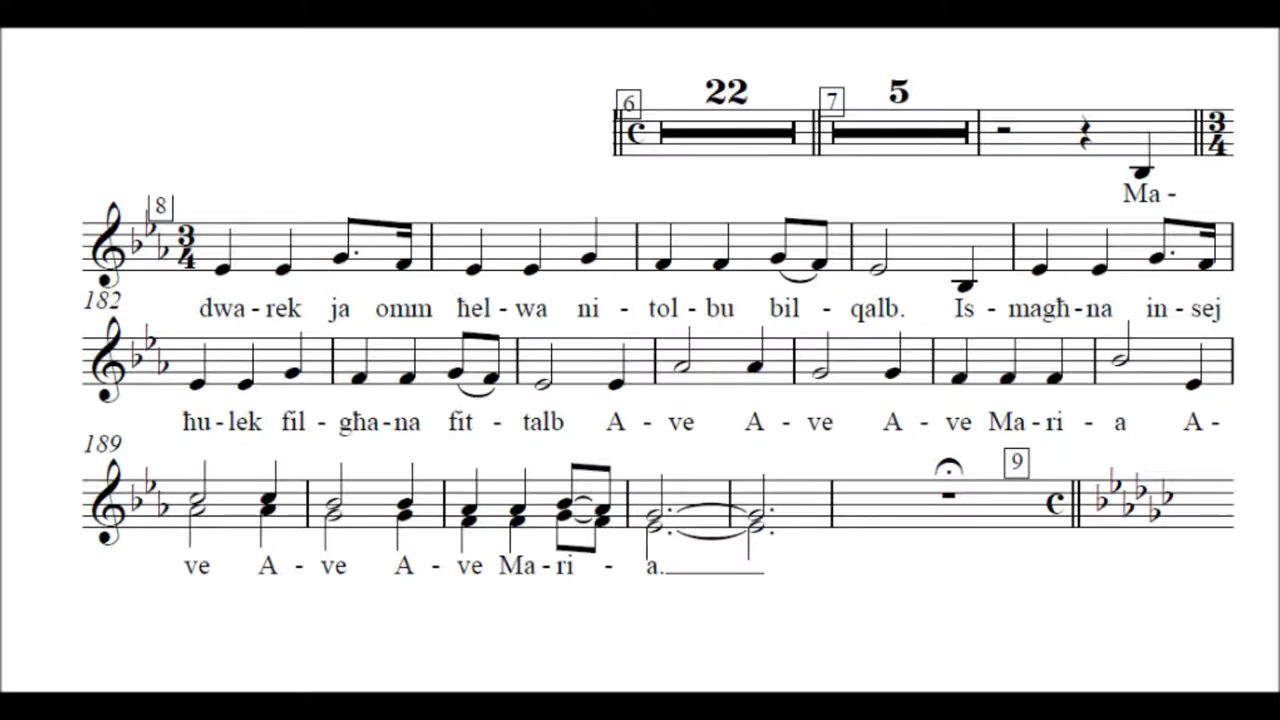 6 22 7 5
Ma -
8
dwa - rek ja omm ħel - wa ni - tol - bu bil - qalb. Is - magħ - na in - sej
182
ħu - lek fil - għa - na fit - talb A - ve A - ve A - ve Ma - ri - a A -
189
9
ve A - ve A - ve Ma - ri - a.